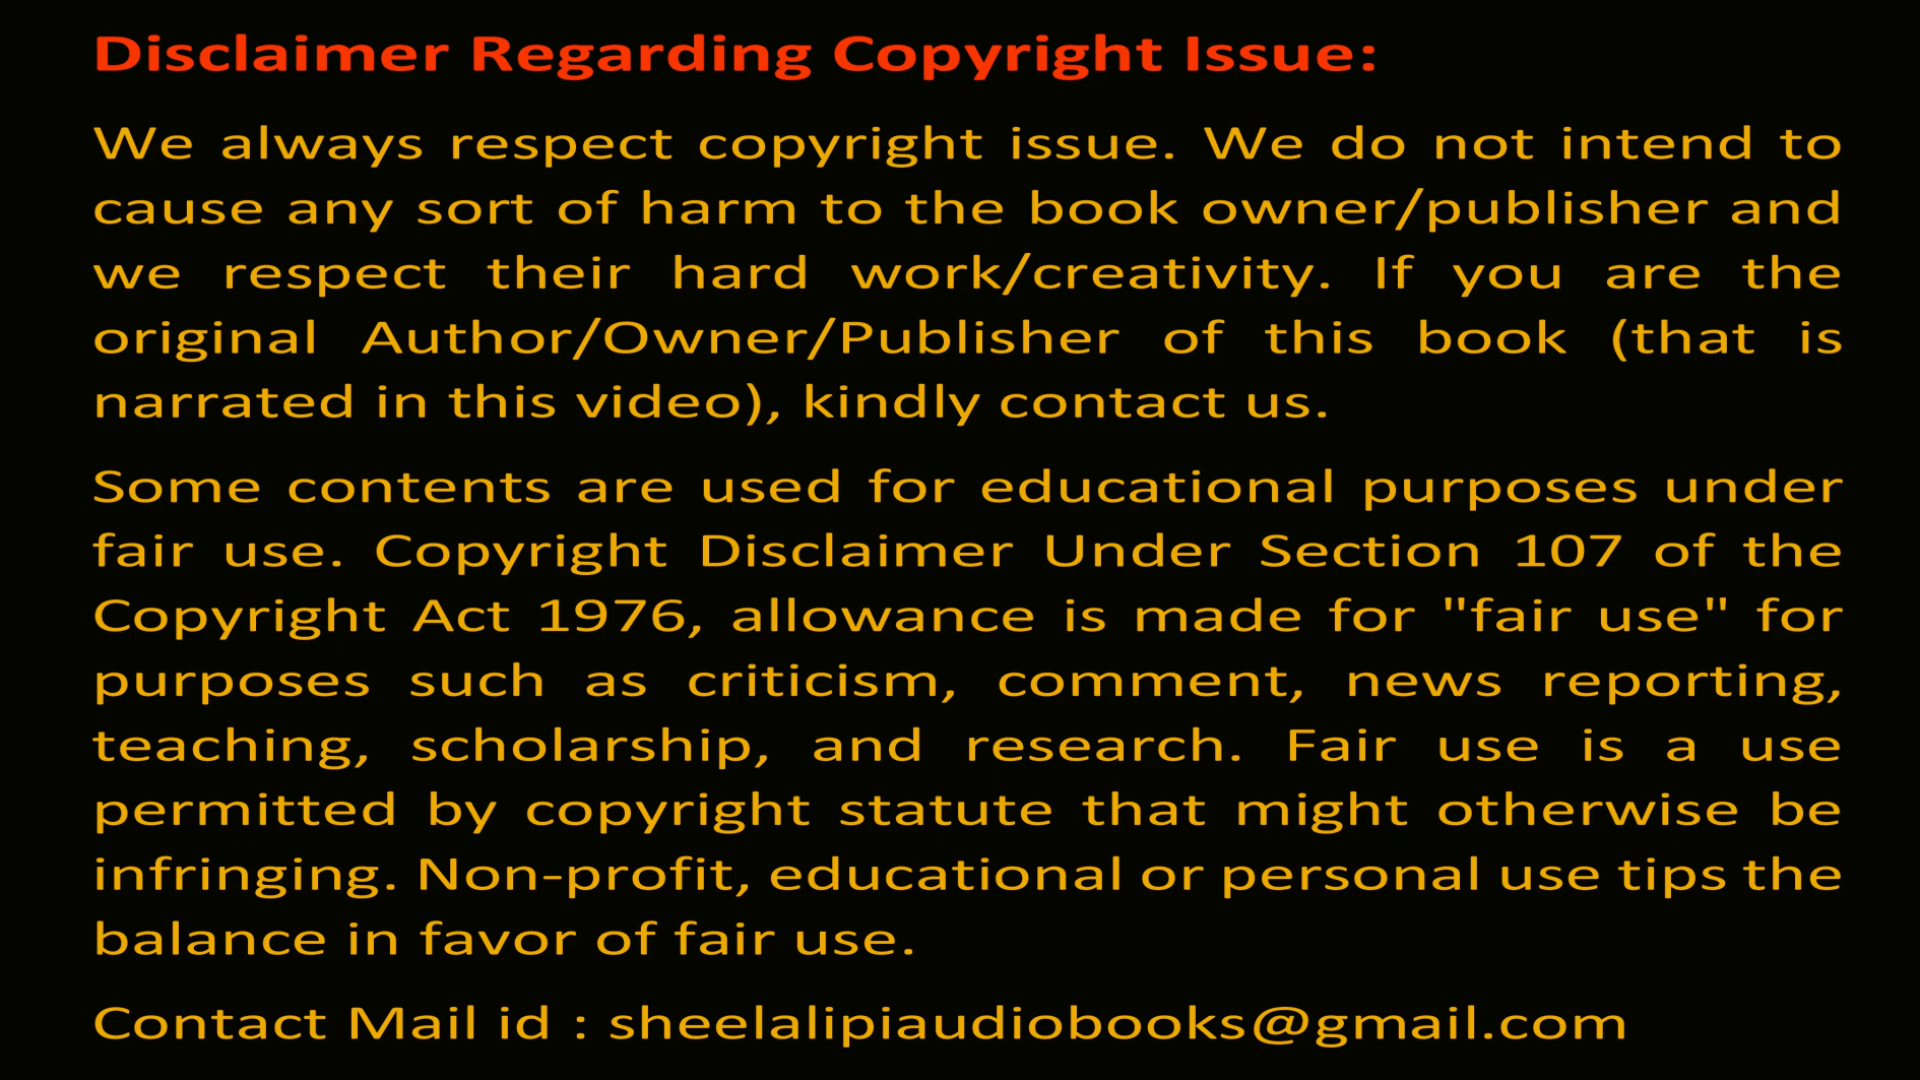 Disclaimer Regarding Copyright Issue:
We always respect copyright issue. We do not intend to
cause any sort of harm to the book owner/publisher and
we respect their hard work/creativity. If you are the
original Author/Owner/Publisher of this book (that is
narrated in this video), kindly contact us.
Some contents are used for educational purposes under
fair use. Copyright Disclaimer Under Section 107 of the
Copyright Act 1976, allowance is made for "fair use" for
purposes such as criticism, comment, news reporting,
teaching, scholarship, and research. Fair use is a use
permitted by copyright statute that might otherwise be
infringing. Non-profit, educational or personal use tips the
balance in favor of fair use.
Contact Mail id : sheelalipiaudiobooks@gmail.com